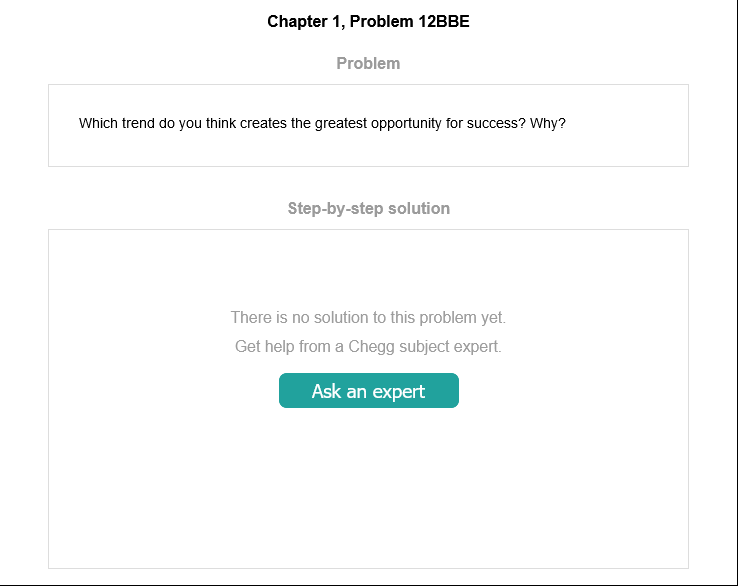 Chapter 1, Problem 12BBE
Problem
Which trend do you think creates the greatest opportunity for success? Why?
Step-by-step solution
There is no solution to this problem yet.
Get help from a Chegg subject expert.
Ask an expert